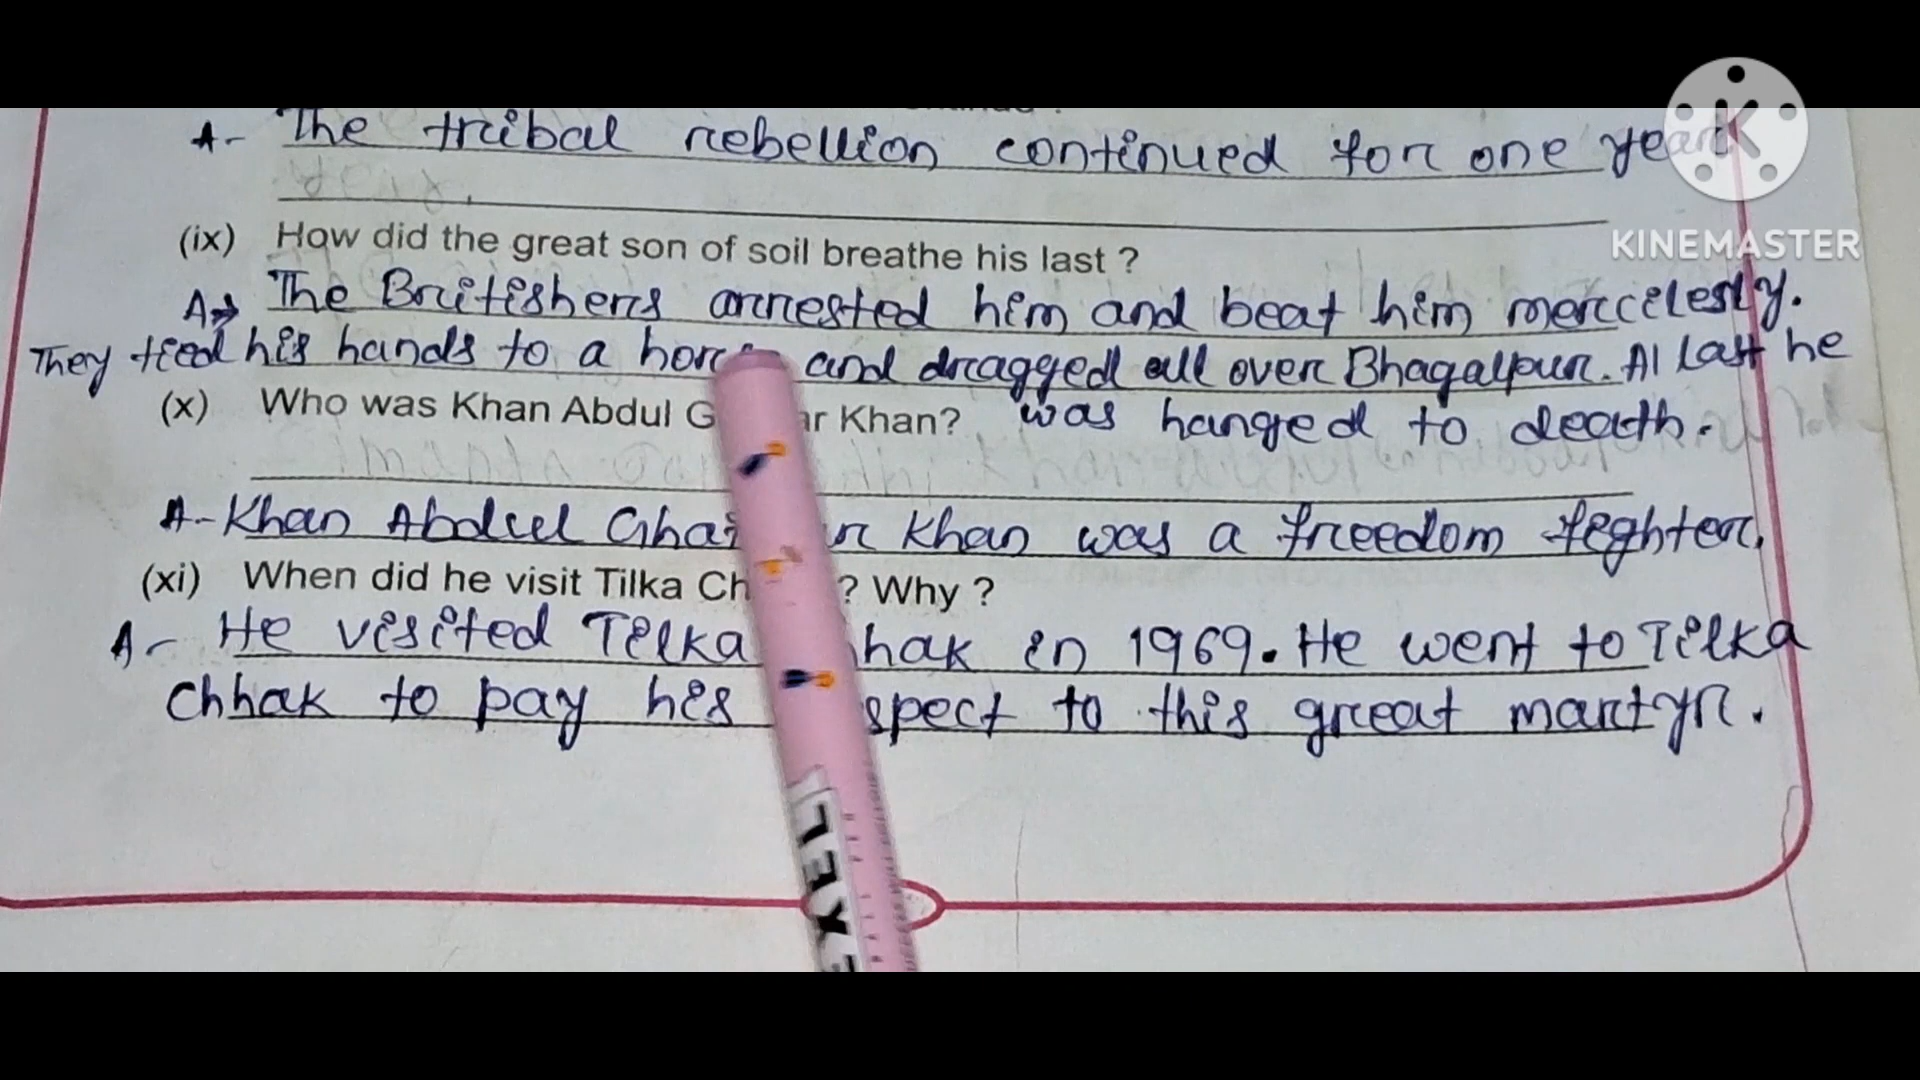 A- The tribal rebellion continued for one year
KINEMASTER
(ix) How did the great son of soil breathe his last ?
A→ The Britishers arrested him and beat him mercilesly.
They tied his hands to a and dragged all over Bhagalpur. Al last he
was hanged to death.
(x) Who was Khan Abdul G ar Khan?
A- Khan Abdul Gha r Khan was a freedom fighter.
(xi) When did he visit Tilka Ch ? Why ?
A- He visited Tilka hak in 1969. He went to Tilka
Chhak to pay his spect to this great martyr.